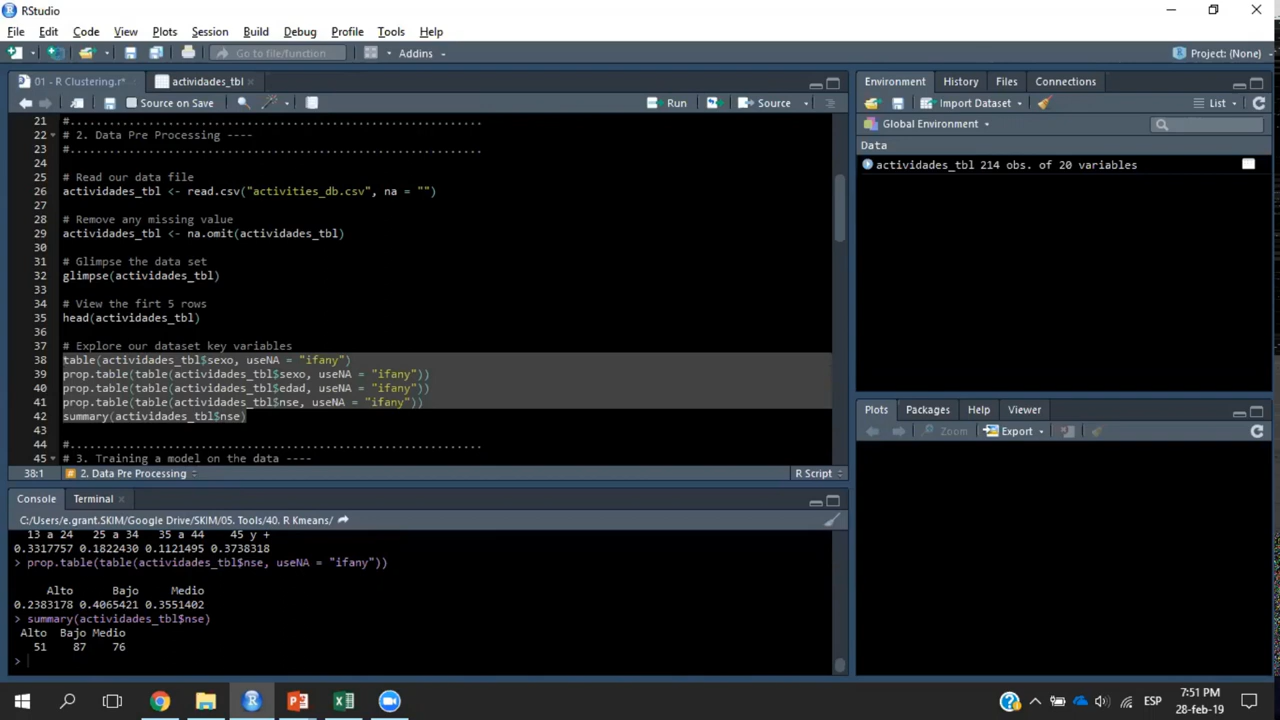 RStudio
File Edit Code View Plots Session Build Debug Profile Tools Help
Go to file/function Addins Project: (None)
01 - R Clustering.r* actividades_tbl
Source on Save Run Source
21 #...............................................................................
22 # 2. Data Pre Processing ----
23 #...............................................................................
24
25 # Read our data file
26 actividades_tbl <- read.csv("activities_db.csv", na = "")
27
28 # Remove any missing value
29 actividades_tbl <- na.omit(actividades_tbl)
30
31 # Glimpse the data set
32 glimpse(actividades_tbl)
33
34 # View the firt 5 rows
35 head(actividades_tbl)
36
37 # Explore our dataset key variables
38 table(actividades_tbl$sexo, useNA = "ifany")
39 prop.table(table(actividades_tbl$sexo, useNA = "ifany"))
40 prop.table(table(actividades_tbl$edad, useNA = "ifany"))
41 prop.table(table(actividades_tbl$nse, useNA = "ifany"))
42 summary(actividades_tbl$nse)
43
44 #...............................................................................
45 # 3. Training a model on the data ----
38:1 2. Data Pre Processing R Script
Console Terminal
C:/Users/e.grant.SKIM/Google Drive/SKIM/05. Tools/40. R Kmeans/
13 a 24 25 a 34 35 a 44 45 y +
0.3317757 0.1822430 0.1121495 0.3738318
> prop.table(table(actividades_tbl$nse, useNA = "ifany"))
Alto Bajo Medio
0.2383178 0.4065421 0.3551402
> summary(actividades_tbl$nse)
Alto Bajo Medio
51 87 76
>
Environment History Files Connections
Import Dataset List
Global Environment
Data
actividades_tbl 214 obs. of 20 variables
Plots Packages Help Viewer
Zoom Export
ESP
7:51 PM
28-feb-19